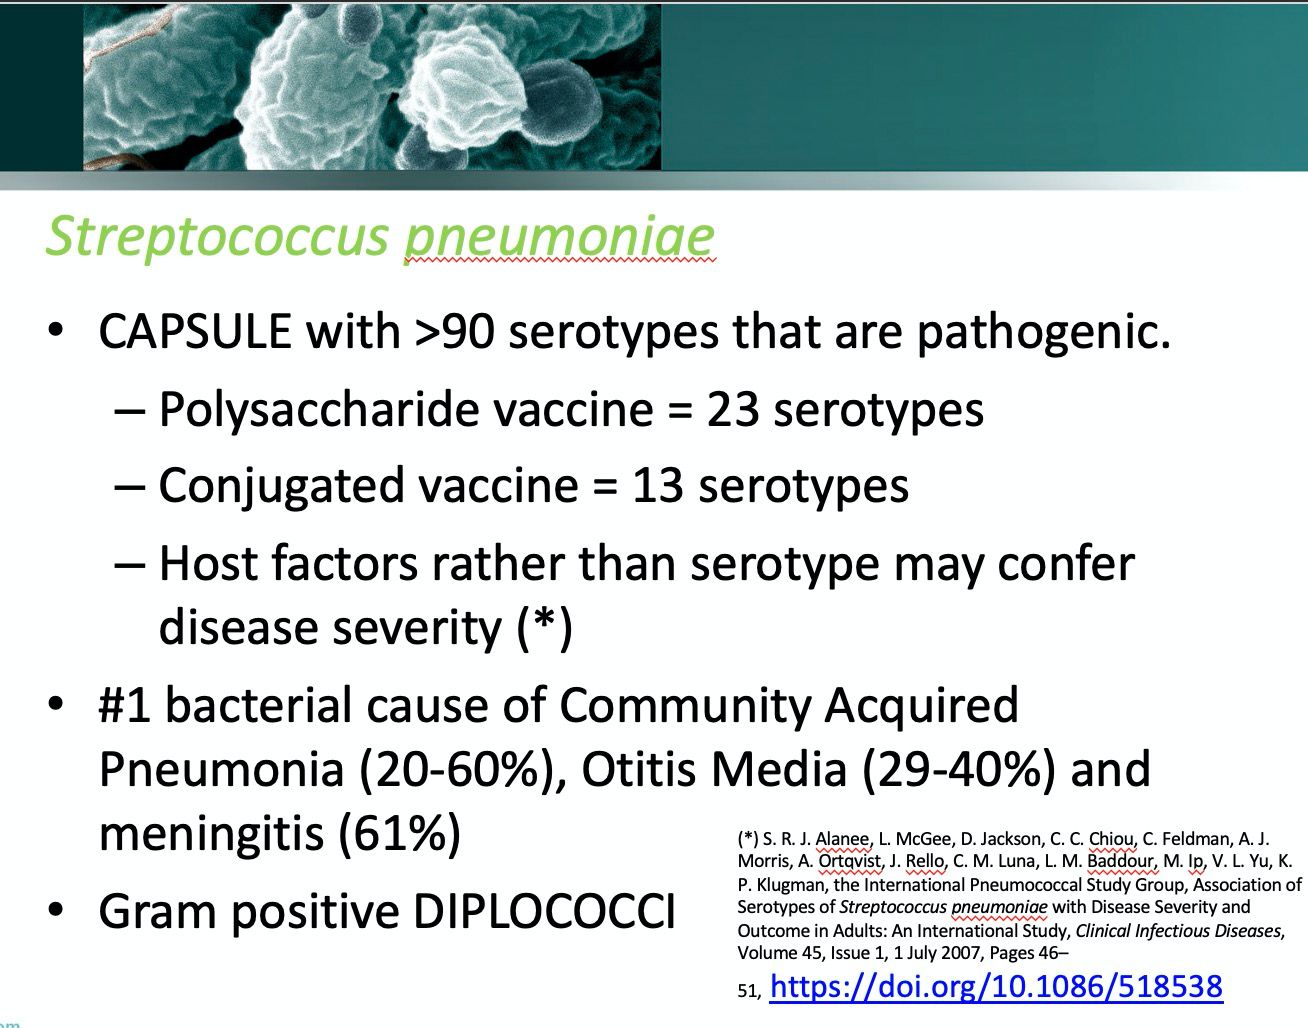 Streptococcus pneumoniae
• CAPSULE with >90 serotypes that are pathogenic.
– Polysaccharide vaccine = 23 serotypes
– Conjugated vaccine = 13 serotypes
– Host factors rather than serotype may confer
disease severity (*)
• #1 bacterial cause of Community Acquired
Pneumonia (20-60%), Otitis Media (29-40%) and
meningitis (61%)
• Gram positive DIPLOCOCCI
(*) S. R. J. Alanee, L. McGee, D. Jackson, C. C. Chiou, C. Feldman, A. J.
Morris, A. Ortqvist, J. Rello, C. M. Luna, L. M. Baddour, M. Ip, V. L. Yu, K.
P. Klugman, the International Pneumococcal Study Group, Association of
Serotypes of Streptococcus pneumoniae with Disease Severity and
Outcome in Adults: An International Study, Clinical Infectious Diseases,
Volume 45, Issue 1, 1 July 2007, Pages 46–
51, https://doi.org/10.1086/518538